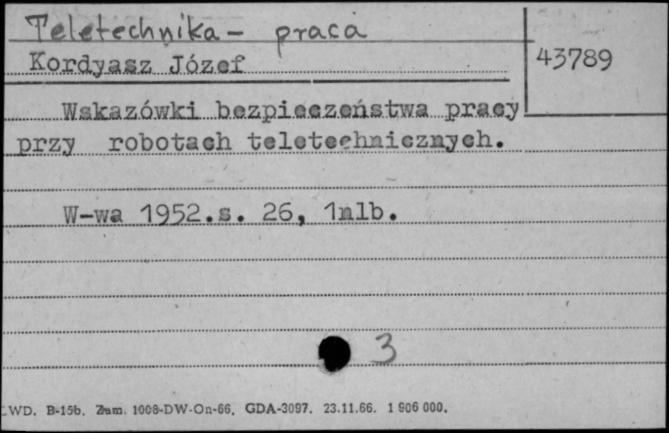 Teletechnika - praca
Kordyasz Józef
43789
Wskazówki bezpieczeństwa pracy
przy robotach teletechnicznych.
W-wa 1952.s. 26, 1nlb.
3
LWD. B-15b. Zam. 1008-DW-On-66. GDA-3097. 23.11.66. 1 906 000.